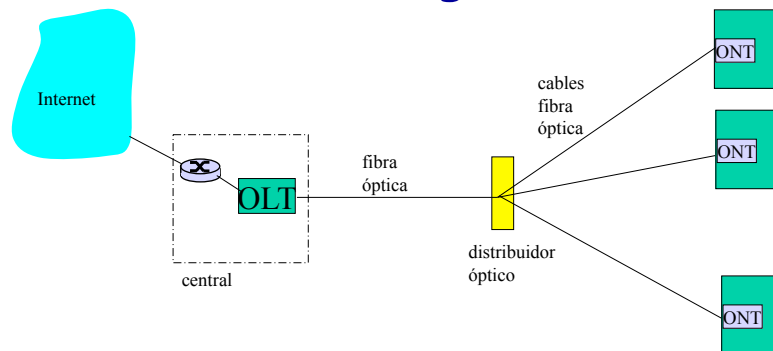 Internet
OLT
central
fibra
óptica
distribuidor
óptico
cables
fibra
óptica
ONT
ONT
ONT